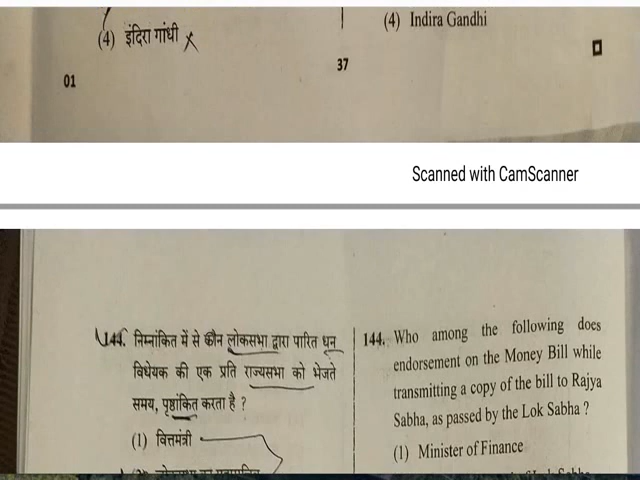 (4) इंदिरा गांधी
(4) Indira Gandhi
37
01
Scanned with CamScanner
144. निम्नांकित में से कौन लोकसभा द्वारा पारित धन
विधेयक की एक प्रति राज्यसभा को भेजते
समय, पृष्ठांकित करता है ?
(1) वित्तमंत्री
144. Who among the following does
endorsement on the Money Bill while
transmitting a copy of the bill to Rajya
Sabha, as passed by the Lok Sabha ?
(1) Minister of Finance